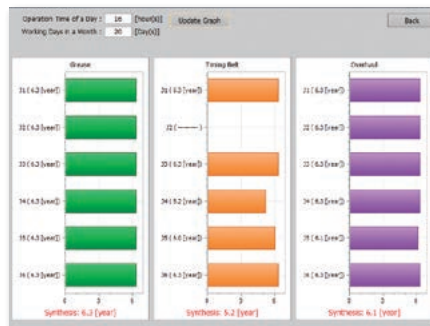 Operation Time of a Day : 16 [hour(s)] Update Graph Back
Working Days in a Month : 20 [Day(s)]
Grease
J1 ( 6.3 [year])
J2 ( 6.3 [year])
J3 ( 6.3 [year])
J4 ( 6.3 [year])
J5 ( 6.3 [year])
J6 ( 6.3 [year])
0 3 6
Synthesis: 6.3 [year]
Timing Belt
J1 ( 6.3 [year])
J2 ( --------- )
J3 ( 6.3 [year])
J4 ( 5.2 [year])
J5 ( 6.0 [year])
J6 ( 6.3 [year])
0 3 6
Synthesis: 5.2 [year]
Overhaul
J1 ( 6.3 [year])
J2 ( 6.3 [year])
J3 ( 6.3 [year])
J4 ( 6.3 [year])
J5 ( 6.1 [year])
J6 ( 6.3 [year])
0 3 6
Synthesis: 6.1 [year]